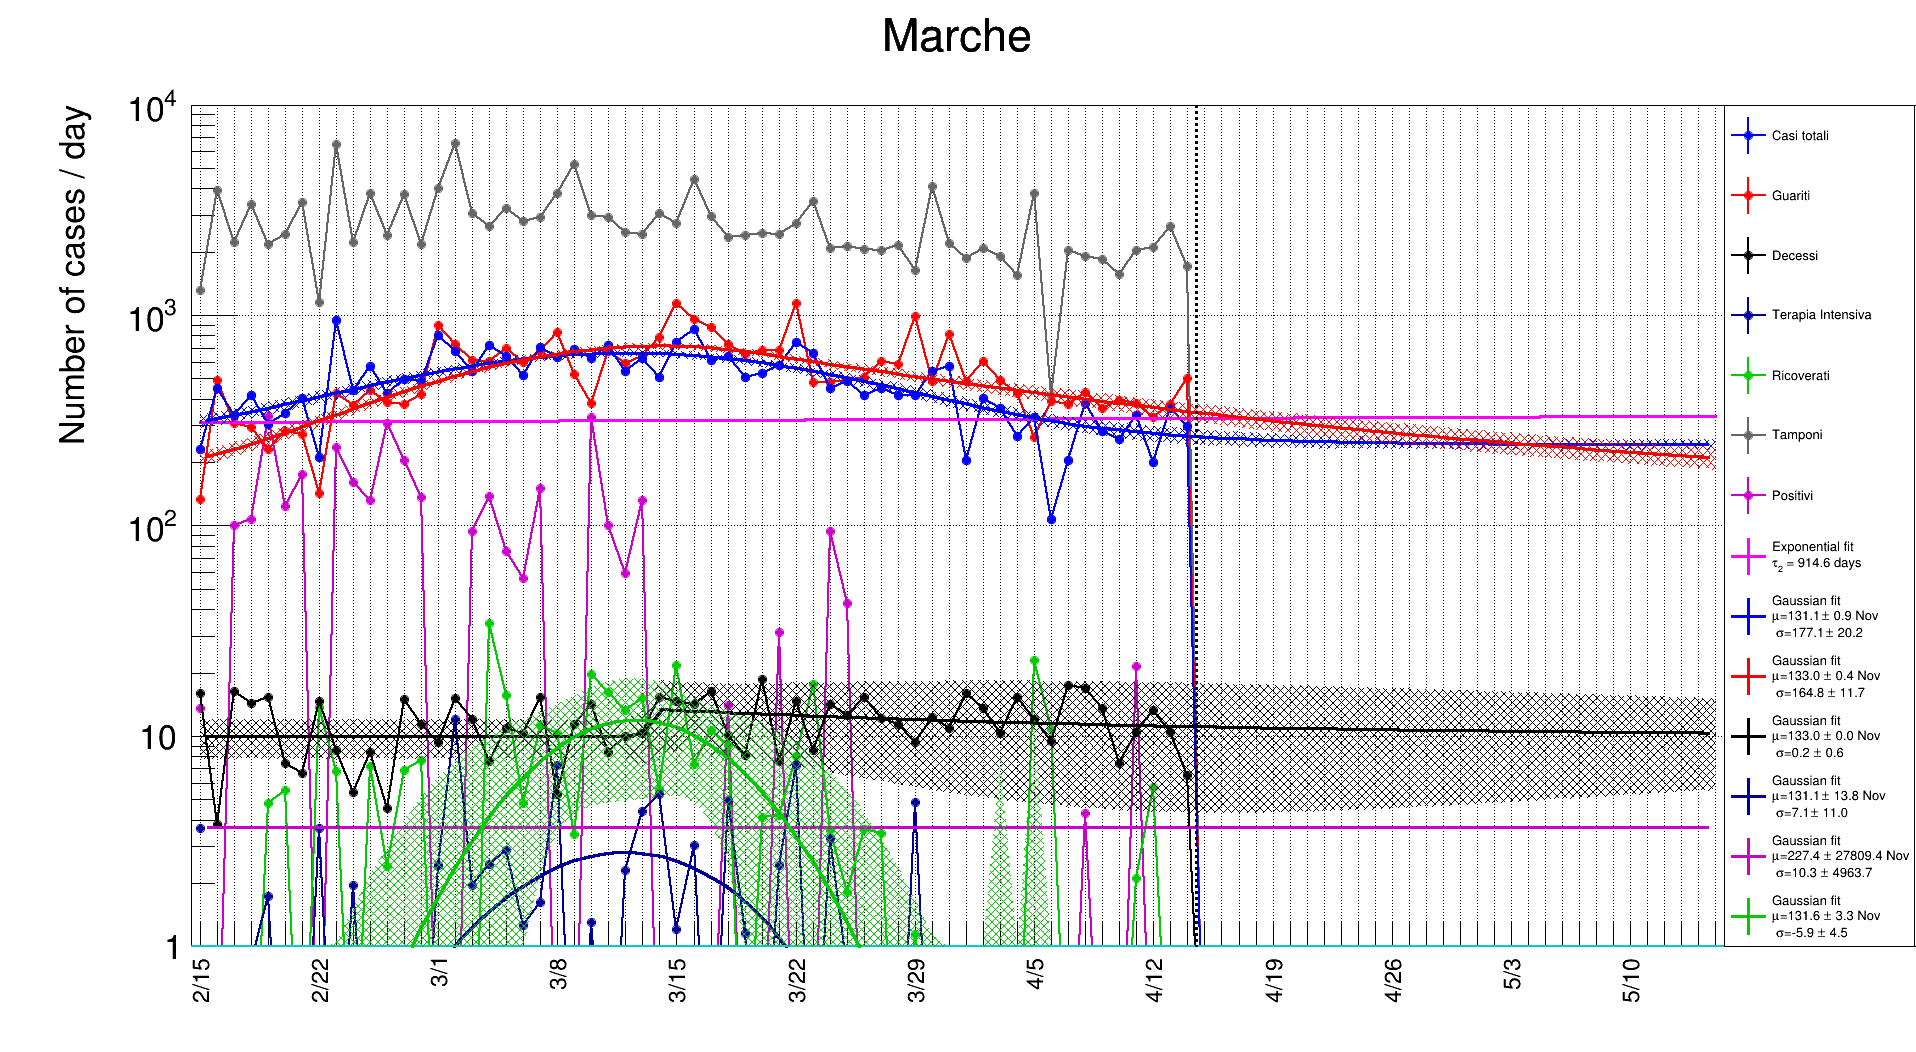 Marche
Number of cases / day
10^4
10^3
10^2
10
1
2/15
2/22
3/1
3/8
3/15
3/22
3/29
4/5
4/12
4/19
4/26
5/3
5/10
Casi totali
Guariti
Decessi
Terapia Intensiva
Ricoverati
Tamponi
Positivi
Exponential fit
τ2 = 914.6 days
Gaussian fit
μ=131.1± 0.9 Nov
σ=177.1± 20.2
Gaussian fit
μ=133.0± 0.4 Nov
σ=164.8± 11.7
Gaussian fit
μ=133.0± 0.0 Nov
σ=0.2± 0.6
Gaussian fit
μ=131.1± 13.8 Nov
σ=7.1± 11.0
Gaussian fit
μ=227.4± 27809.4 Nov
σ=10.3± 4963.7
Gaussian fit
μ=131.6± 3.3 Nov
σ=-5.9± 4.5